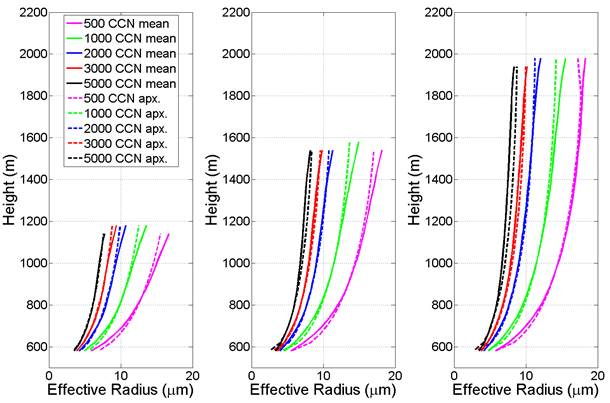 2200
2000
1800
1600
1400
1200
1000
800
600
Height (m)
500 CCN mean
1000 CCN mean
2000 CCN mean
3000 CCN mean
5000 CCN mean
500 CCN apx.
1000 CCN apx.
2000 CCN apx.
3000 CCN apx.
5000 CCN apx.
0 10 20
Effective Radius (μm)
2200
2000
1800
1600
1400
1200
1000
800
600
Height (m)
0 10 20
Effective Radius (μm)
2200
2000
1800
1600
1400
1200
1000
800
600
Height (m)
0 10 20
Effective Radius (μm)